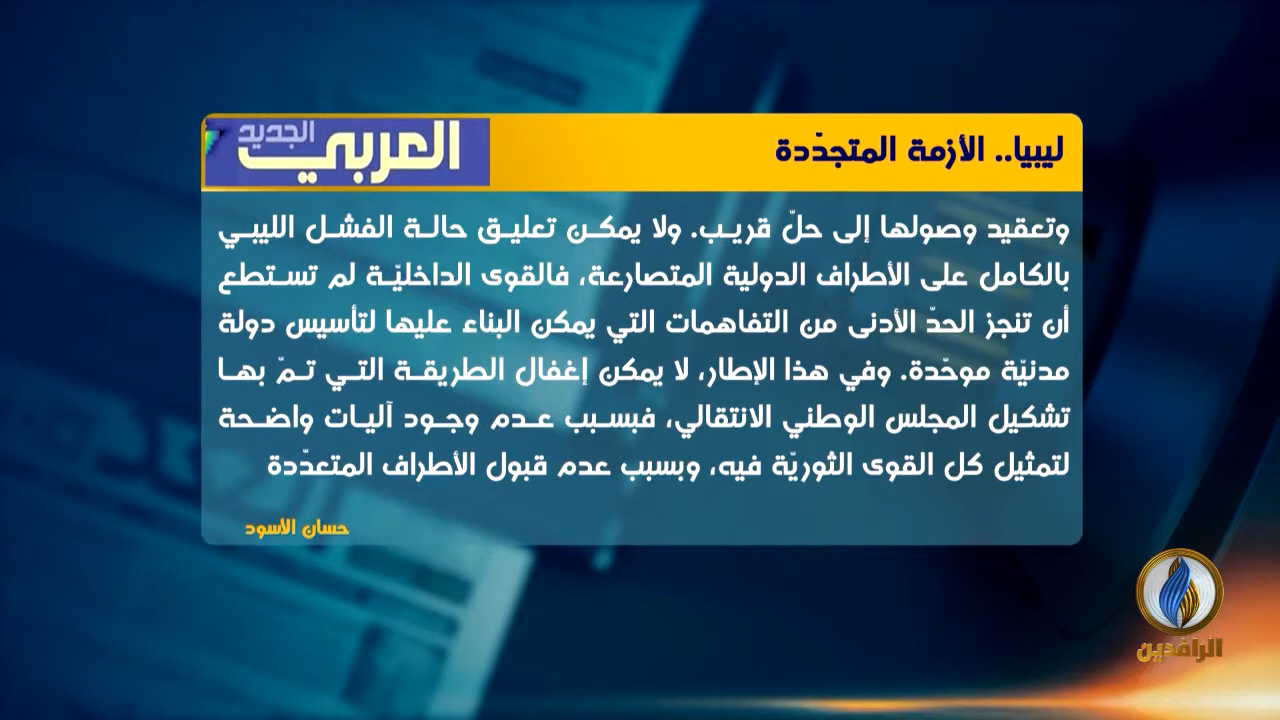 ليبيا.. الأزمة المتجدّدة
العربي الجديد
وتعقيد وصولها إلى حلّ قريب. ولا يمكن تعليق حالة الفشل الليبي
بالكامل على الأطراف الدولية المتصارعة، فالقوى الداخليّة لم تستطع
أن تنجز الحدّ الأدنى من التفاهمات التي يمكن البناء عليها لتأسيس دولة
مدنيّة موحّدة. وفي هذا الإطار، لا يمكن إغفال الطريقة التي تمّ بها
تشكيل المجلس الوطني الانتقالي، فبسبب عدم وجود آليات واضحة
لتمثيل كل القوى الثوريّة فيه، وبسبب عدم قبول الأطراف المتعدّدة
حسان الأسود
الرافدين